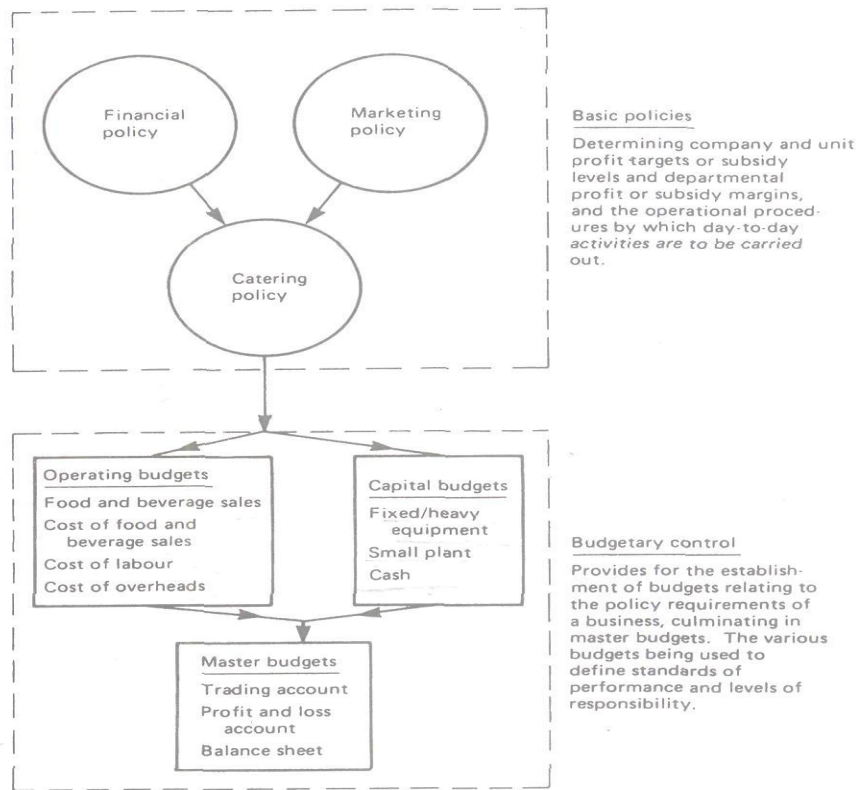 Financial
policy
Marketing
policy
Catering
policy
Basic policies
Determining company and unit
profit targets or subsidy
levels and departmental
profit or subsidy margins,
and the operational proced-
ures by which day-to-day
activities are to be carried
out.
Operating budgets
Food and beverage sales
Cost of food and
beverage sales
Cost of labour
Cost of overheads
Capital budgets
Fixed/heavy
equipment
Small plant
Cash
Master budgets
Trading account
Profit and loss
account
Balance sheet
Budgetary control
Provides for the establish-
ment of budgets relating to
the policy requirements of
a business, culminating in
master budgets. The various
budgets being used to
define standards of
performance and levels of
responsibility.